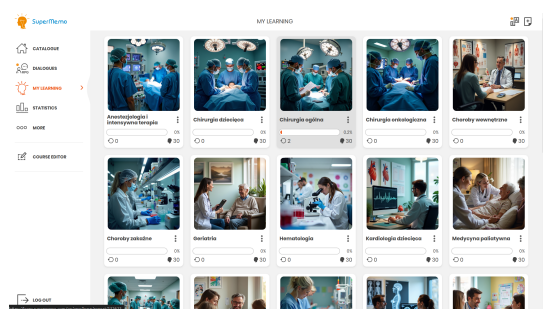 SuperMemo
MY LEARNING
CATALOGUE
DIALOGUES
MY LEARNING
STATISTICS
MORE
COURSE EDITOR
LOG OUT
Anestezjologia i
intensywna terapia
0%
0
30
Chirurgia dziecięca
0%
0
30
Chirurgia ogólna
0,3%
2
30
Chirurgia onkologiczna
0%
0
30
Choroby wewnętrzne
0%
0
30
Choroby zakaźne
0%
0
30
Geriatria
0%
0
30
Hematologia
0%
0
30
Kardiologia dziecięca
0%
0
30
Medycyna paliatywna
0%
0
30